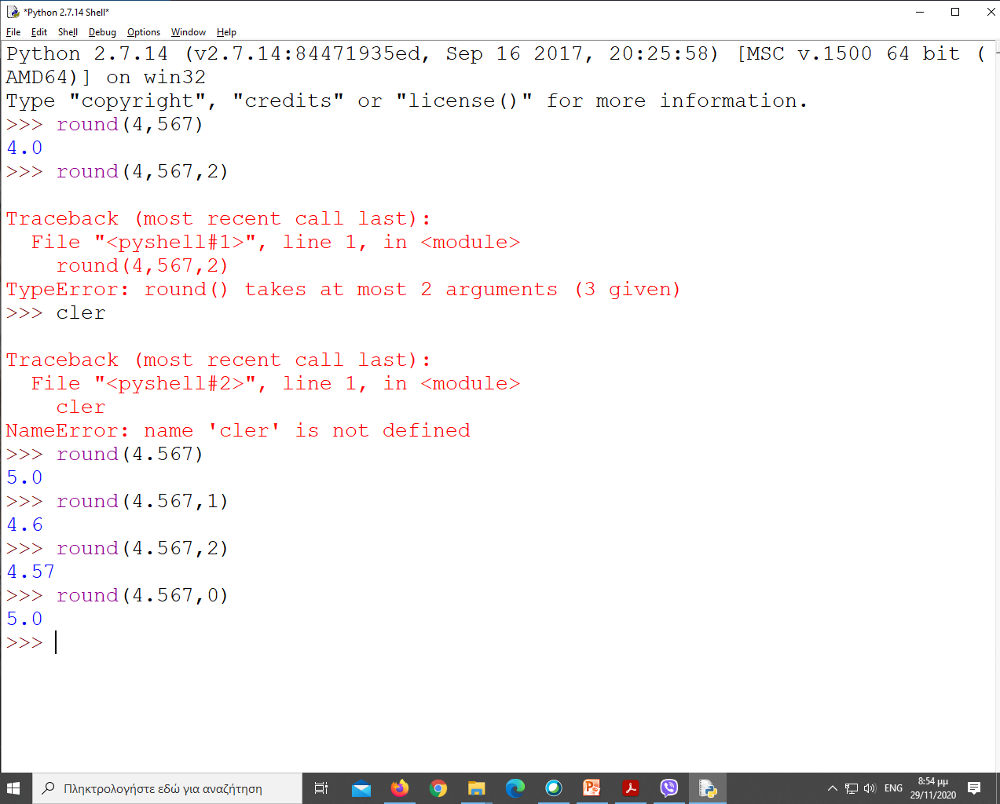 *Python 2.7.14 Shell*
File Edit Shell Debug Options Window Help
Python 2.7.14 (v2.7.14:84471935ed, Sep 16 2017, 20:25:58) [MSC v.1500 64 bit (
AMD64)] on win32
Type "copyright", "credits" or "license()" for more information.
>>> round(4,567)
4.0
>>> round(4,567,2)
Traceback (most recent call last):
  File "<pyshell#1>", line 1, in <module>
    round(4,567,2)
TypeError: round() takes at most 2 arguments (3 given)
>>> cler
Traceback (most recent call last):
  File "<pyshell#2>", line 1, in <module>
    cler
NameError: name 'cler' is not defined
>>> round(4.567)
5.0
>>> round(4.567,1)
4.6
>>> round(4.567,2)
4.57
>>> round(4.567,0)
5.0
>>>
Πληκτρολογήστε εδώ για αναζήτηση
ENG
8:54 μμ
29/11/2020